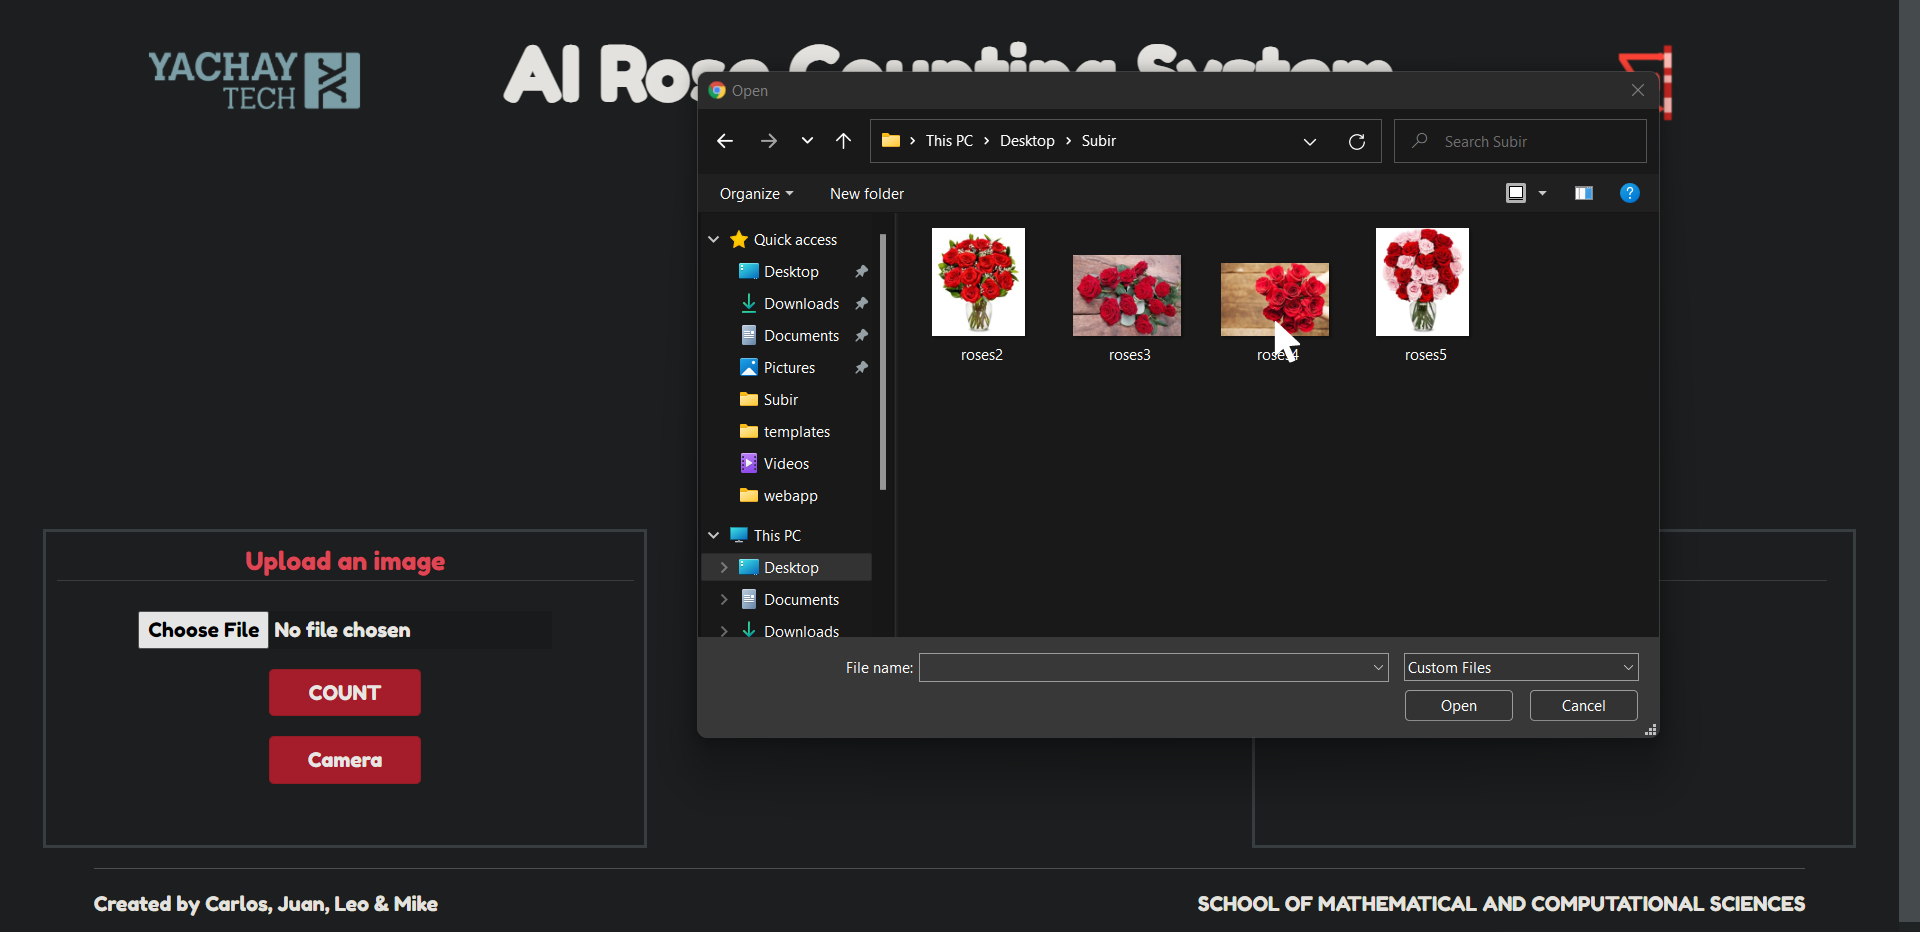 YACHAY
TECH
AI Rose Counting System
Open
This PC
Desktop
Subir
Search Subir
Organize
New folder
?
Quick access
Desktop
Downloads
Documents
Pictures
Subir
templates
Videos
webapp
This PC
Desktop
Documents
Downloads
roses2
roses3
roses4
roses5
File name:
Custom Files
Open
Cancel
Upload an image
Choose File No file chosen
COUNT
Camera
Created by Carlos, Juan, Leo & Mike
SCHOOL OF MATHEMATICAL AND COMPUTATIONAL SCIENCES